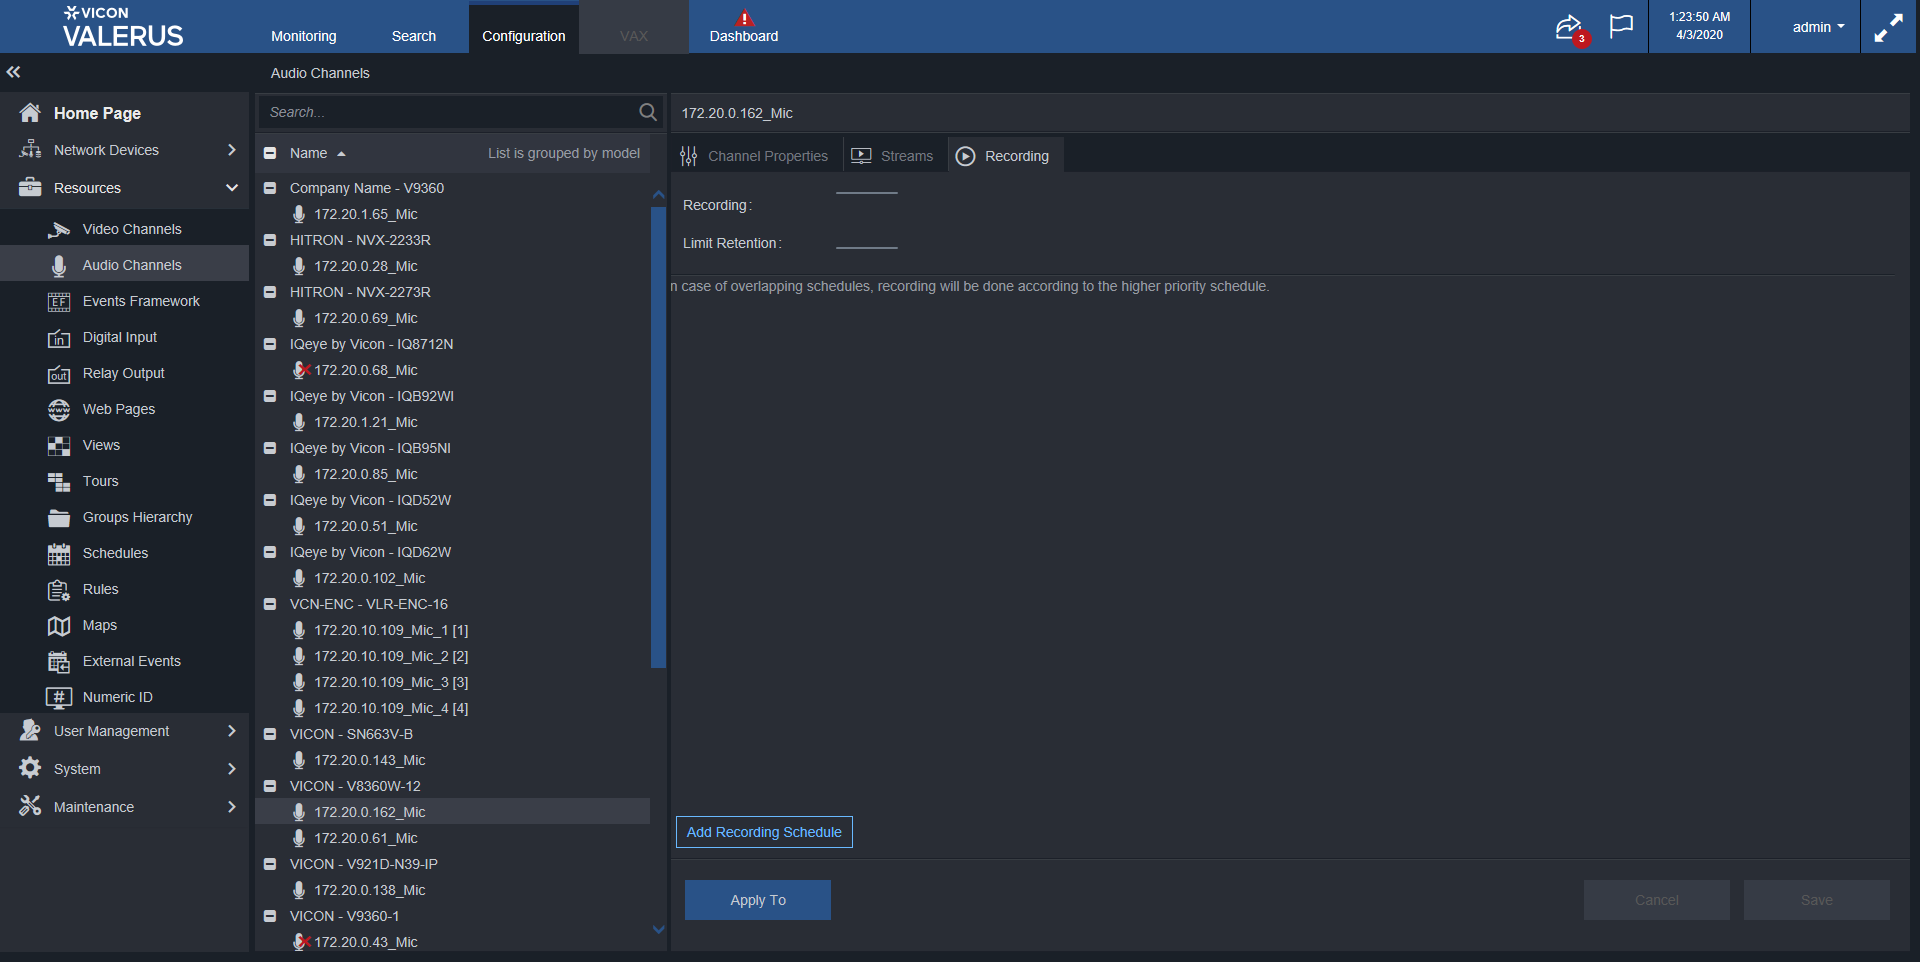 VICON
VALERUS
Monitoring
Search
Configuration
VAX
Dashboard
3
1:23:50 AM
4/3/2020
admin
Audio Channels
Home Page
Network Devices
Resources
Video Channels
Audio Channels
EF
Events Framework
in
Digital Input
out
Relay Output
www
Web Pages
Views
Tours
Groups Hierarchy
Schedules
Rules
Maps
External Events
#
Numeric ID
User Management
System
Maintenance
Search...
Name
List is grouped by model
Company Name - V9360
172.20.1.65_Mic
HITRON - NVX-2233R
172.20.0.28_Mic
HITRON - NVX-2273R
172.20.0.69_Mic
IQeye by Vicon - IQ8712N
172.20.0.68_Mic
IQeye by Vicon - IQB92WI
172.20.1.21_Mic
IQeye by Vicon - IQB95NI
172.20.0.85_Mic
IQeye by Vicon - IQD52W
172.20.0.51_Mic
IQeye by Vicon - IQD62W
172.20.0.102_Mic
VCN-ENC - VLR-ENC-16
172.20.10.109_Mic_1 [1]
172.20.10.109_Mic_2 [2]
172.20.10.109_Mic_3 [3]
172.20.10.109_Mic_4 [4]
VICON - SN663V-B
172.20.0.143_Mic
VICON - V8360W-12
172.20.0.162_Mic
172.20.0.61_Mic
VICON - V921D-N39-IP
172.20.0.138_Mic
VICON - V9360-1
172.20.0.43_Mic
172.20.0.162_Mic
Channel Properties
Streams
Recording
Recording:
Limit Retention:
n case of overlapping schedules, recording will be done according to the higher priority schedule.
Add Recording Schedule
Apply To
Cancel
Save